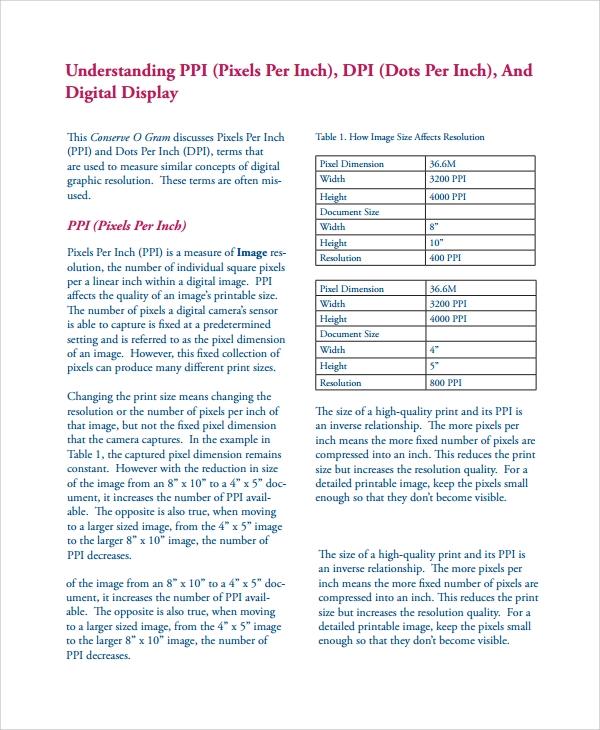 Understanding PPI (Pixels Per Inch), DPI (Dots Per Inch), And
Digital Display
This Conserve O Gram discusses Pixels Per Inch
(PPI) and Dots Per Inch (DPI), terms that
are used to measure similar concepts of digital
graphic resolution.  These terms are often mis-
used.
PPI (Pixels Per Inch)
Pixels Per Inch (PPI) is a measure of Image res-
olution, the number of individual square pixels
per a linear inch within a digital image.  PPI
affects the quality of an image's printable size.
The number of pixels a digital camera's sensor
is able to capture is fixed at a predetermined
setting and is referred to as the pixel dimension
of an image.  However, this fixed collection of
pixels can produce many different print sizes.
Changing the print size means changing the
resolution or the number of pixels per inch of
that image, but not the fixed pixel dimension
that the camera captures.  In the example in
Table 1, the captured pixel dimension remains
constant.  However with the reduction in size
of the image from an 8” x 10” to a 4” x 5” doc-
ument, it increases the number of PPI avail-
able.  The opposite is also true, when moving
to a larger sized image, from the 4” x 5” image
to the larger 8” x 10” image, the number of
PPI decreases.
of the image from an 8” x 10” to a 4” x 5” doc-
ument, it increases the number of PPI avail-
able.  The opposite is also true, when moving
to a larger sized image, from the 4” x 5” image
to the larger 8” x 10” image, the number of
PPI decreases.
Table 1. How Image Size Affects Resolution
Pixel Dimension 36.6M
Width 3200 PPI
Height 4000 PPI
Document Size
Width 8”
Height 10”
Resolution 400 PPI
Pixel Dimension 36.6M
Width 3200 PPI
Height 4000 PPI
Document Size
Width 4”
Height 5”
Resolution 800 PPI
The size of a high-quality print and its PPI is
an inverse relationship.  The more pixels per
inch means the more fixed number of pixels are
compressed into an inch. This reduces the print
size but increases the resolution quality.  For a
detailed printable image, keep the pixels small
enough so that they don't become visible.
The size of a high-quality print and its PPI is
an inverse relationship.  The more pixels per
inch means the more fixed number of pixels are
compressed into an inch. This reduces the print
size but increases the resolution quality.  For a
detailed printable image, keep the pixels small
enough so that they don't become visible.